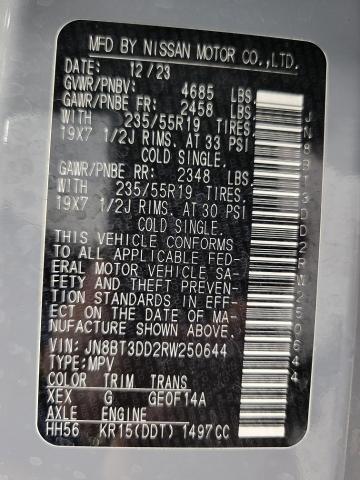 MFD BY NISSAN MOTOR CO.,LTD.
DATE: 12/23
GVWR/PNBV: 4685 LBS
GAWR/PNBE FR: 2458 LBS
WITH 235/55R19 TIRES.
19X7 1/2J RIMS. AT 33 PSI
COLD SINGLE.
GAWR/PNBE RR: 2348 LBS
WITH 235/55R19 TIRES.
19X7 1/2J RIMS. AT 30 PSI
COLD SINGLE.
THIS VEHICLE CONFORMS
TO ALL APPLICABLE FED-
ERAL MOTOR VEHICLE SA-
FETY AND THEFT PREVEN-
TION STANDARDS IN EFF-
ECT ON THE DATE OF MA-
NUFACTURE SHOWN ABOVE.
VIN: JN8BT3DD2RW250644
TYPE:MPV
COLOR TRIM TRANS
XEX G GE0F14A
AXLE ENGINE
HH56 KR15(DDT) 1497CC
JN8BT3DD2RW250644